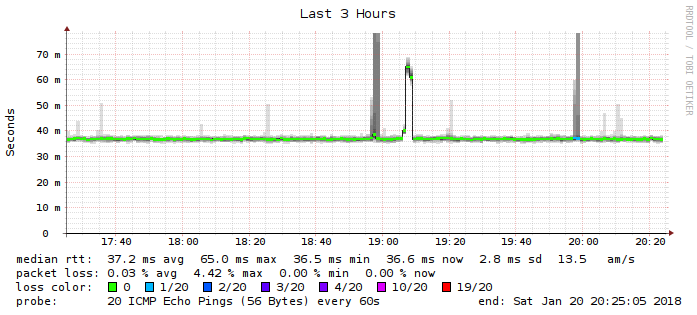 Last 3 Hours
RRDTOOL / TOBI OETIKER
Seconds
70 m
60 m
50 m
40 m
30 m
20 m
10 m
0
17:40 18:00 18:20 18:40 19:00 19:20 19:40 20:00 20:20
median rtt: 37.2 ms avg 65.0 ms max 36.5 ms min 36.6 ms now 2.8 ms sd 13.5 am/s
packet loss: 0.03 % avg 4.42 % max 0.00 % min 0.00 % now
loss color: 0 1/20 2/20 3/20 4/20 10/20 19/20
probe: 20 ICMP Echo Pings (56 Bytes) every 60s end: Sat Jan 20 20:25:05 2018